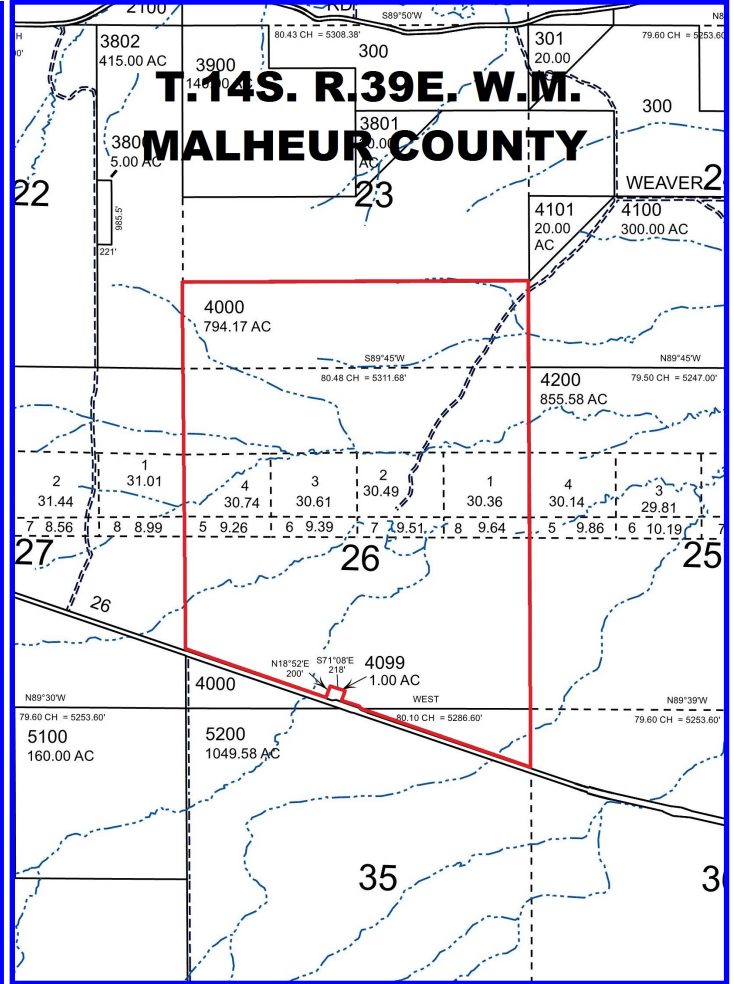 2100
RD
S89°50'W
80.43 CH = 5308.38'
79.60 CH = 5253.60
3802
415.00 AC
3900
300
301
20.00
T.14S. R.39E. W.M.
MALHEUR COUNTY
300
3801
AC
5.00 AC
22
985.5'
221'
23
WEAVER
2
4101
20.00
AC
4100
300.00 AC
4000
794.17 AC
S89°45'W
80.48 CH = 5311.68'
N89°45'W
79.50 CH = 5247.00'
4200
855.58 AC
2
31.44
1
31.01
4
30.74
3
30.61
2
30.49
1
30.36
4
30.14
3
29.81
7 8.56
8 8.99
5 9.26
6 9.39
7 9.51
8 9.64
5 9.86
6 10.19
7
27
26
25
26
N18°52'E
200'
S71°08'E
218'
4099
1.00 AC
4000
WEST
80.10 CH = 5286.60'
N89°30'W
79.60 CH = 5253.60'
N89°39'W
79.60 CH = 5253.60'
5100
160.00 AC
5200
1049.58 AC
35
3